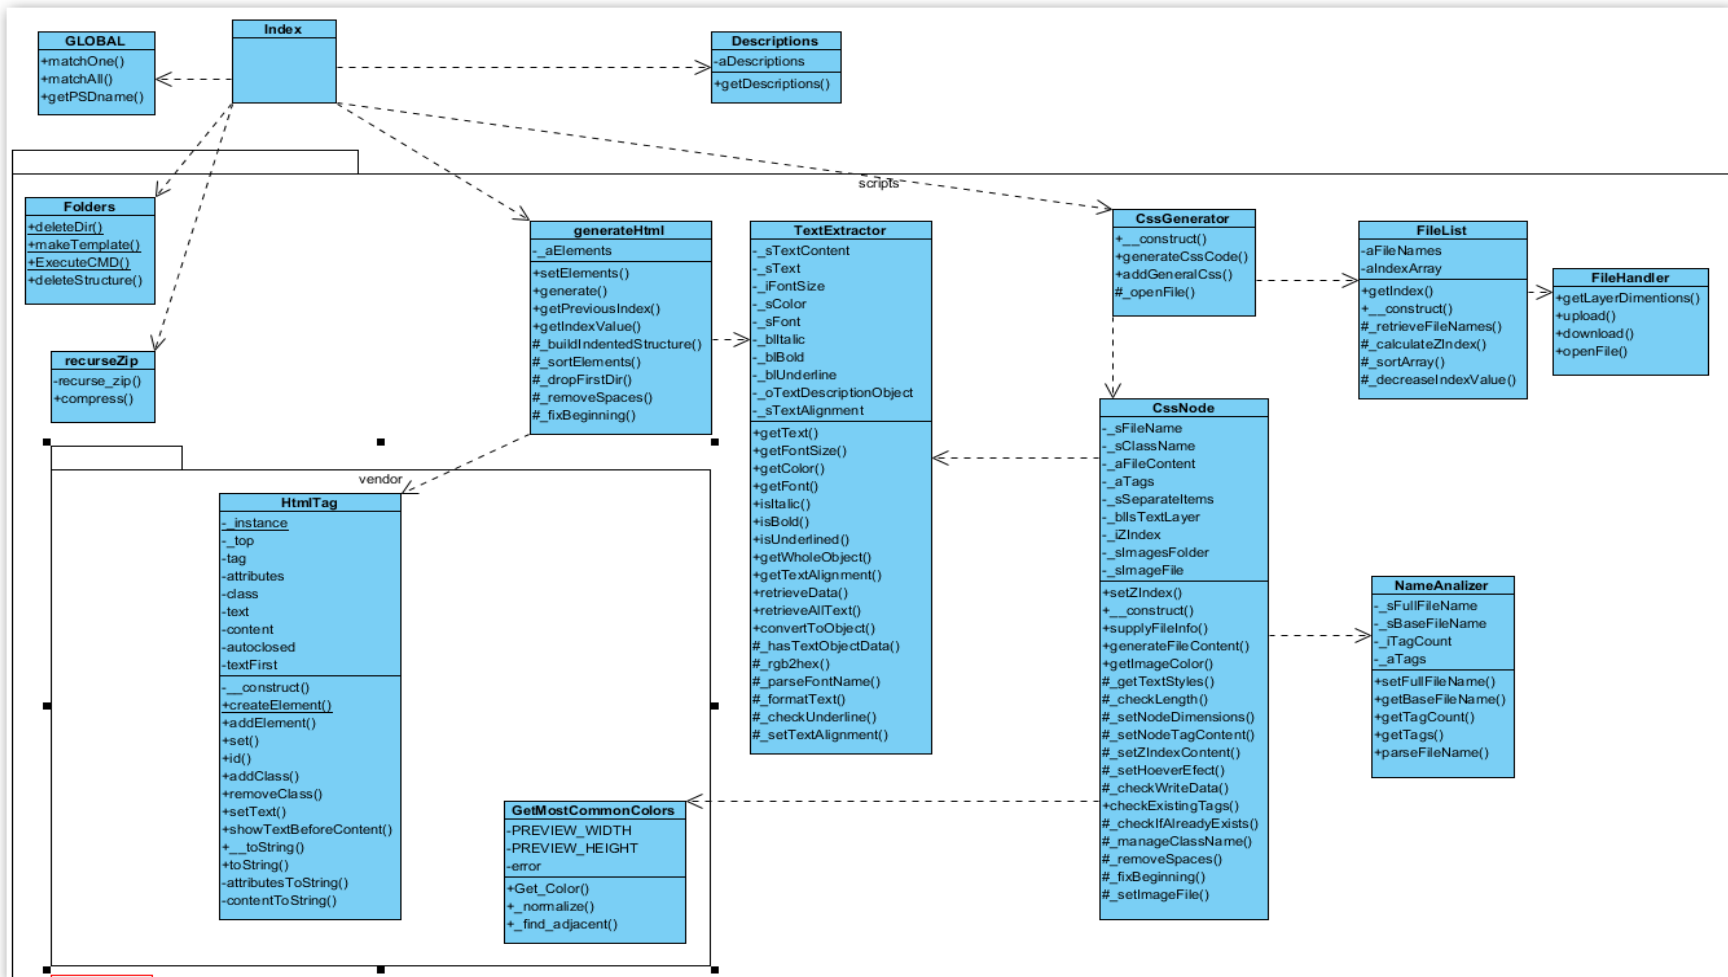 GLOBAL
+matchOne()
+matchAll()
+getPSDname()
Index
Descriptions
-aDescriptions
+getDescriptions()
scripts
Folders
+deleteDir()
+makeTemplate()
+ExecuteCMD()
+deleteStructure()
recurseZip
-recurse_zip()
+compress()
generateHtml
-_aElements
+setElements()
+generate()
+getPreviousIndex()
+getIndexValue()
#_buildIndentedStructure()
#_sortElements()
#_dropFirstDir()
#_removeSpaces()
#_fixBeginning()
TextExtractor
-_sTextContent
-_sText
-_iFontSize
-_sColor
-_sFont
-_blItalic
-_blBold
-_blUnderline
-_oTextDescriptionObject
-_sTextAlignment
+getText()
+getFontSize()
+getColor()
+getFont()
+isItalic()
+isBold()
+isUnderlined()
+getWholeObject()
+getTextAlignment()
+retrieveData()
+retrieveAllText()
+convertToObject()
#_hasTextObjectData()
#_rgb2hex()
#_parseFontName()
#_formatText()
#_checkUnderline()
#_setTextAlignment()
CssGenerator
+__construct()
+generateCssCode()
+addGeneralCss()
#_openFile()
FileList
-aFileNames
-aIndexArray
+getIndex()
+__construct()
#_retrieveFileNames()
#_calculateZIndex()
#_sortArray()
#_decreaseIndexValue()
FileHandler
+getLayerDimentions()
+upload()
+download()
+openFile()
CssNode
-_sFileName
-_sClassName
-_aFileContent
-_aTags
-_sSeparateItems
-_blIsTextLayer
-_iZIndex
-_sImagesFolder
-_sImageFile
+setZIndex()
+__construct()
+supplyFileInfo()
+generateFileContent()
+getImageColor()
#_getTextStyles()
#_checkLength()
#_setNodeDimensions()
#_setNodeTagContent()
#_setZIndexContent()
#_setHoeverEfect()
#_checkWriteData()
+checkExistingTags()
#_checkIfAlreadyExists()
#_manageClassName()
#_removeSpaces()
#_fixBeginning()
#_setImageFile()
NameAnalizer
-_sFullFileName
-_sBaseFileName
-_iTagCount
-_aTags
+setFullFileName()
+getBaseFileName()
+getTagCount()
+getTags()
+parseFileName()
vendor
HtmlTag
-_instance
-_top
-tag
-attributes
-class
-text
-content
-autoclosed
-textFirst
-__construct()
+createElement()
+addElement()
+set()
+id()
+addClass()
+removeClass()
+setText()
+showTextBeforeContent()
+__toString()
+toString()
-attributesToString()
-contentToString()
GetMostCommonColors
-PREVIEW_WIDTH
-PREVIEW_HEIGHT
-error
+Get_Color()
+_normalize()
+_find_adjacent()